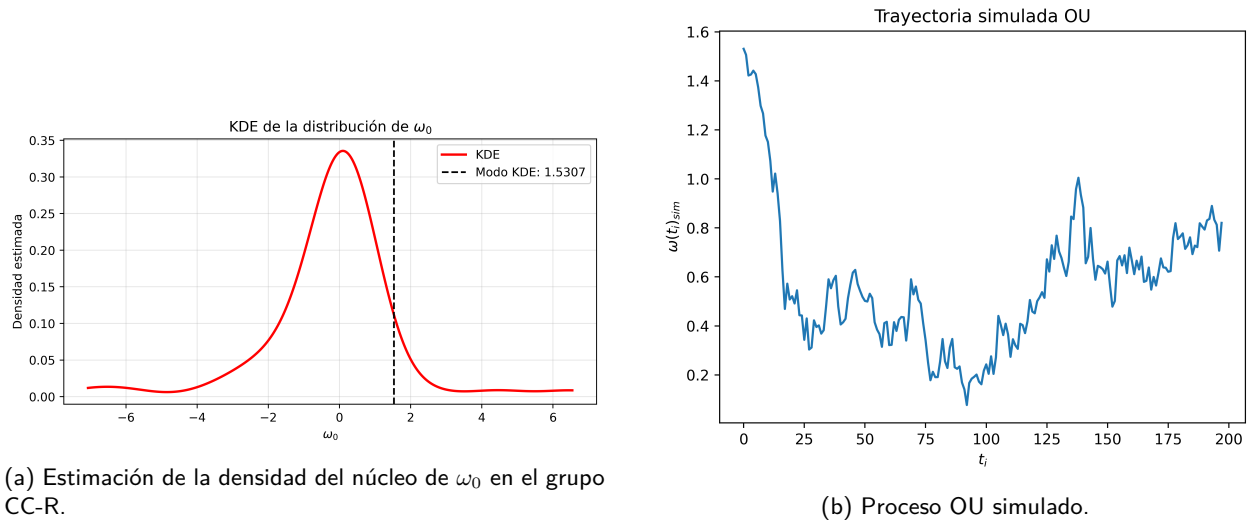 KDE de la distribución de ω₀
0.35
0.30
0.25
0.20
0.15
0.10
0.05
0.00
Densidad estimada
KDE
Modo KDE: 1.5307
−6
−4
−2
0
2
4
6
ω₀
(a) Estimación de la densidad del núcleo de ω₀ en el grupo
CC-R.
Trayectoria simulada OU
1.6
1.4
1.2
1.0
0.8
0.6
0.4
0.2
ω(tᵢ)ₛᵢₘ
0
25
50
75
100
125
150
175
200
tᵢ
(b) Proceso OU simulado.